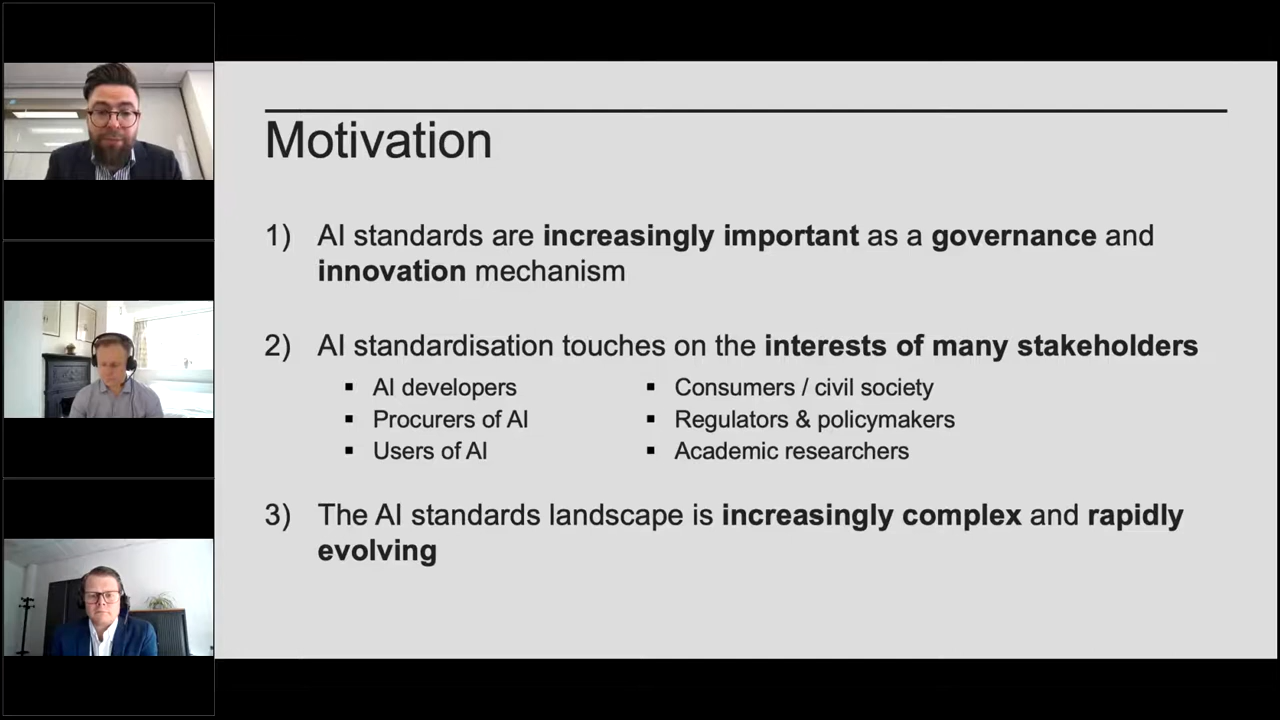 Motivation
1) AI standards are increasingly important as a governance and
innovation mechanism
2) AI standardisation touches on the interests of many stakeholders
▪ AI developers
▪ Procurers of AI
▪ Users of AI
▪ Consumers / civil society
▪ Regulators & policymakers
▪ Academic researchers
3) The AI standards landscape is increasingly complex and rapidly
evolving